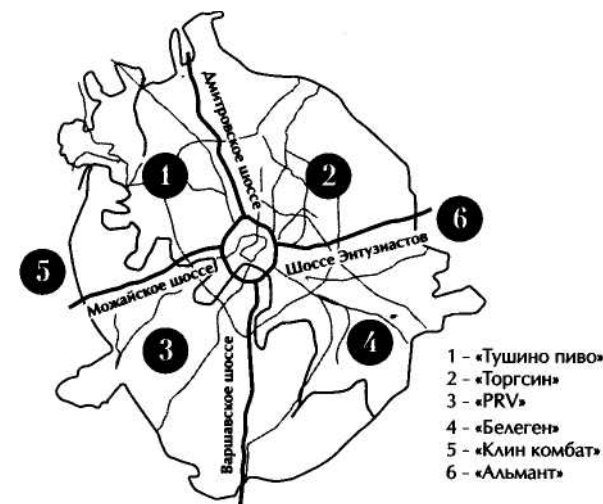 Дмитровское шоссе
1
2
6
5
Шоссе Энтузиастов
Можайское шоссе
3
4
Варшавское шоссе
1 - «Тушино пиво»
2 - «Торгсин»
3 - «PRV»
4 - «Белеген»
5 - «Клин комбат»
6 - «Альмант»